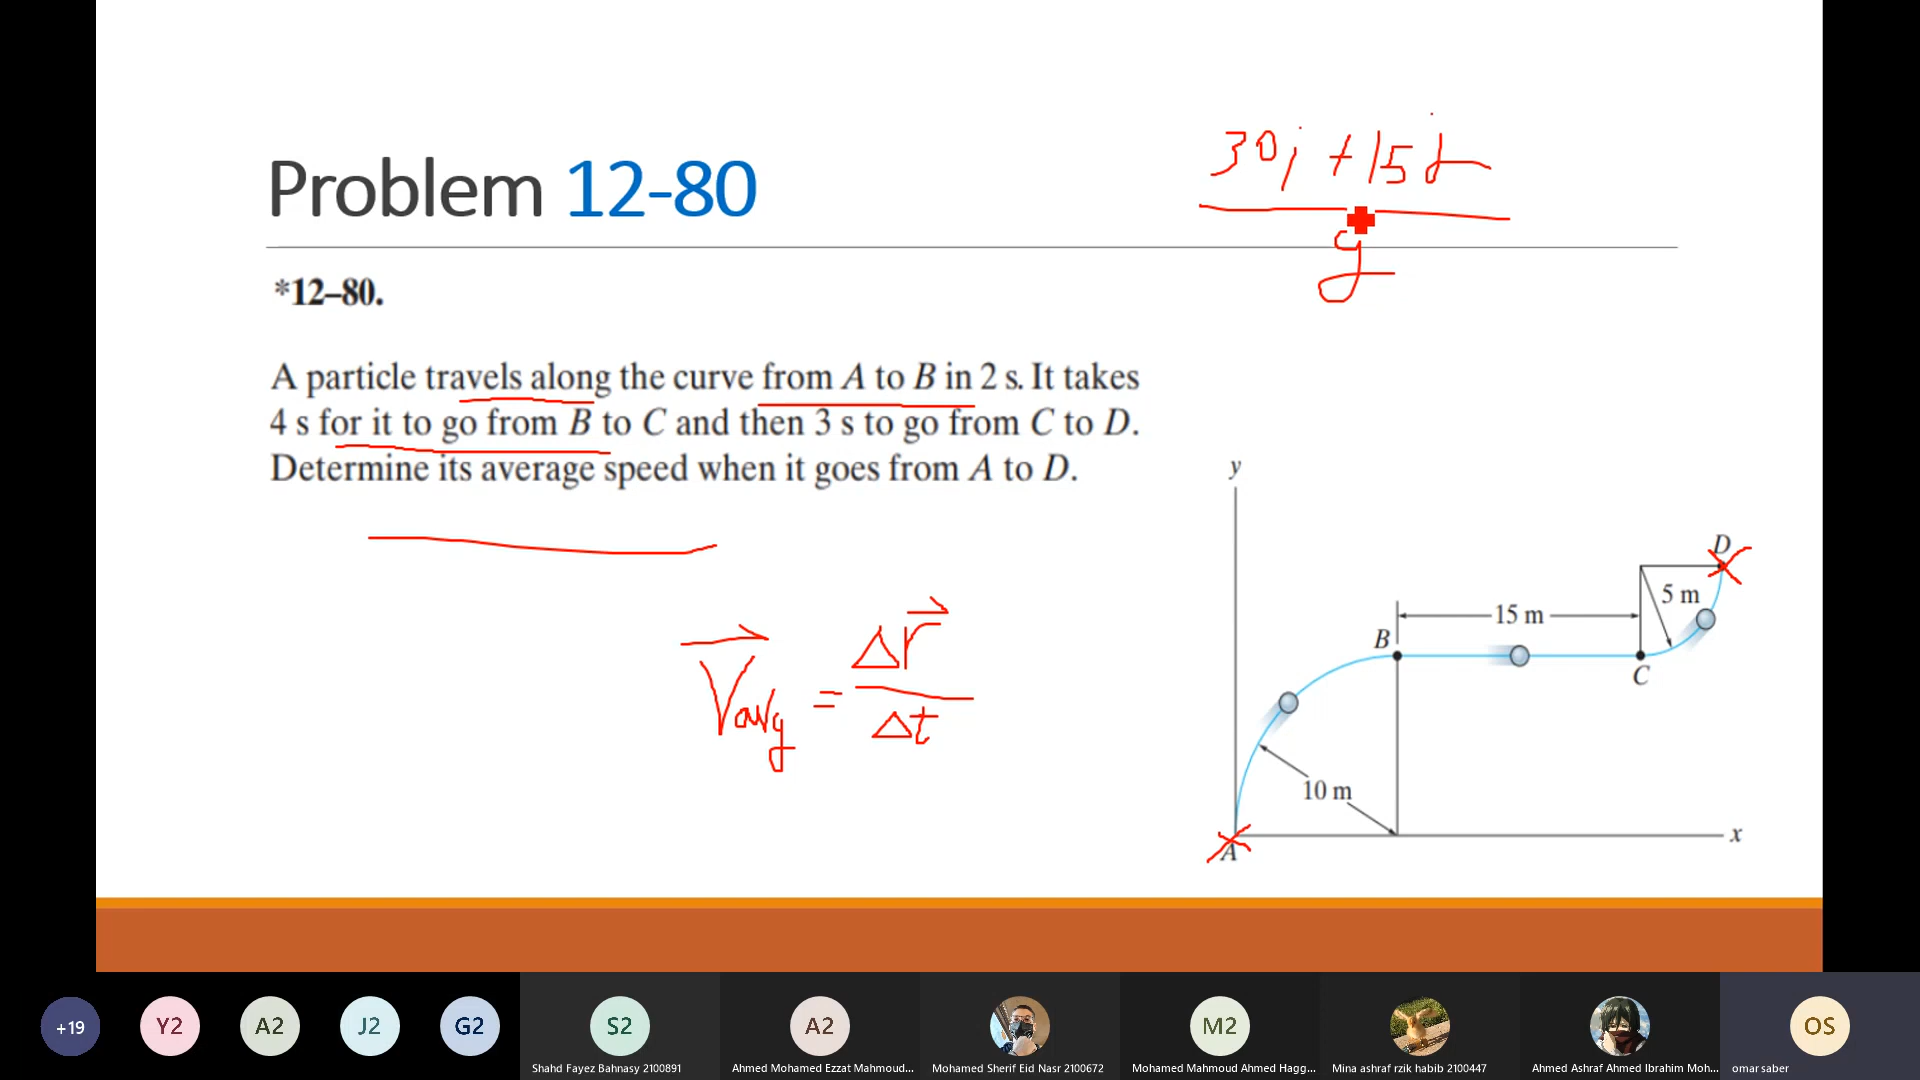 Problem 12-80
30i + 15j
9
*12–80.
A particle travels along the curve from A to B in 2 s. It takes
4 s for it to go from B to C and then 3 s to go from C to D.
Determine its average speed when it goes from A to D.
y
D
5 m
15 m
B
C
10 m
A
x
Vavg = Δr
Δt
+19
Y2
A2
J2
G2
S2
A2
M2
OS
Shahd Fayez Bahnasy 2100891
Ahmed Mohamed Ezzat Mahmoud...
Mohamed Sherif Eid Nasr 2100672
Mohamed Mahmoud Ahmed Hagg...
Mina ashraf rzik habib 2100447
Ahmed Ashraf Ahmed Ibrahim Moh...
omar saber